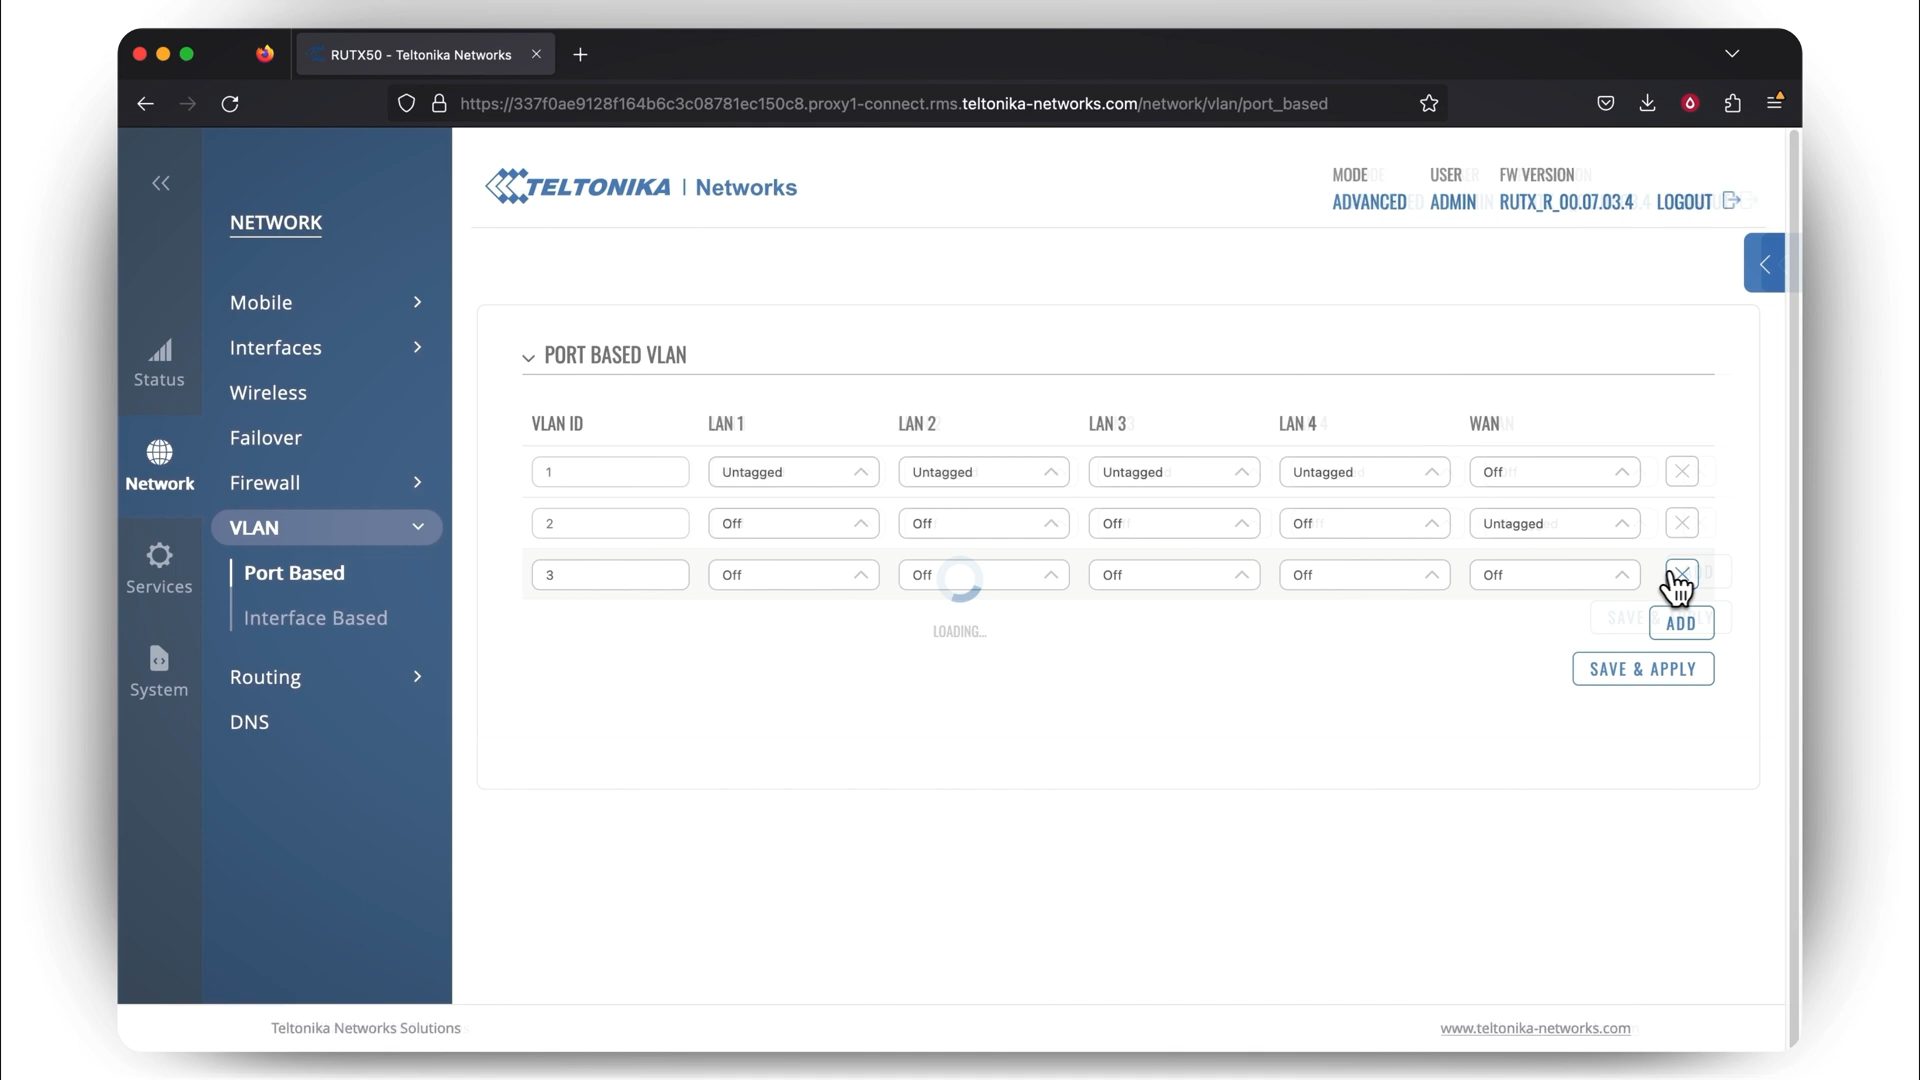 RUTX50 - Teltonika Networks
https://337f0ae9128f164b6c3c08781ec150c8.proxy1-connect.rms.teltonika-networks.com/network/vlan/port_based
TELTONIKA | Networks
MODE USER FW VERSION
ADVANCED ADMIN RUTX_R_00.07.03.4 LOGOUT
NETWORK
Mobile
Interfaces
Wireless
Failover
Firewall
VLAN
Port Based
Interface Based
Routing
DNS
Status
Network
Services
System
PORT BASED VLAN
VLAN ID LAN 1 LAN 2 LAN 3 LAN 4 WAN
1 Untagged Untagged Untagged Untagged Off
2 Off Off Off Off Untagged
3 Off Off Off Off Off
LOADING...
ADD
SAVE & APPLY
Teltonika Networks Solutions
www.teltonika-networks.com